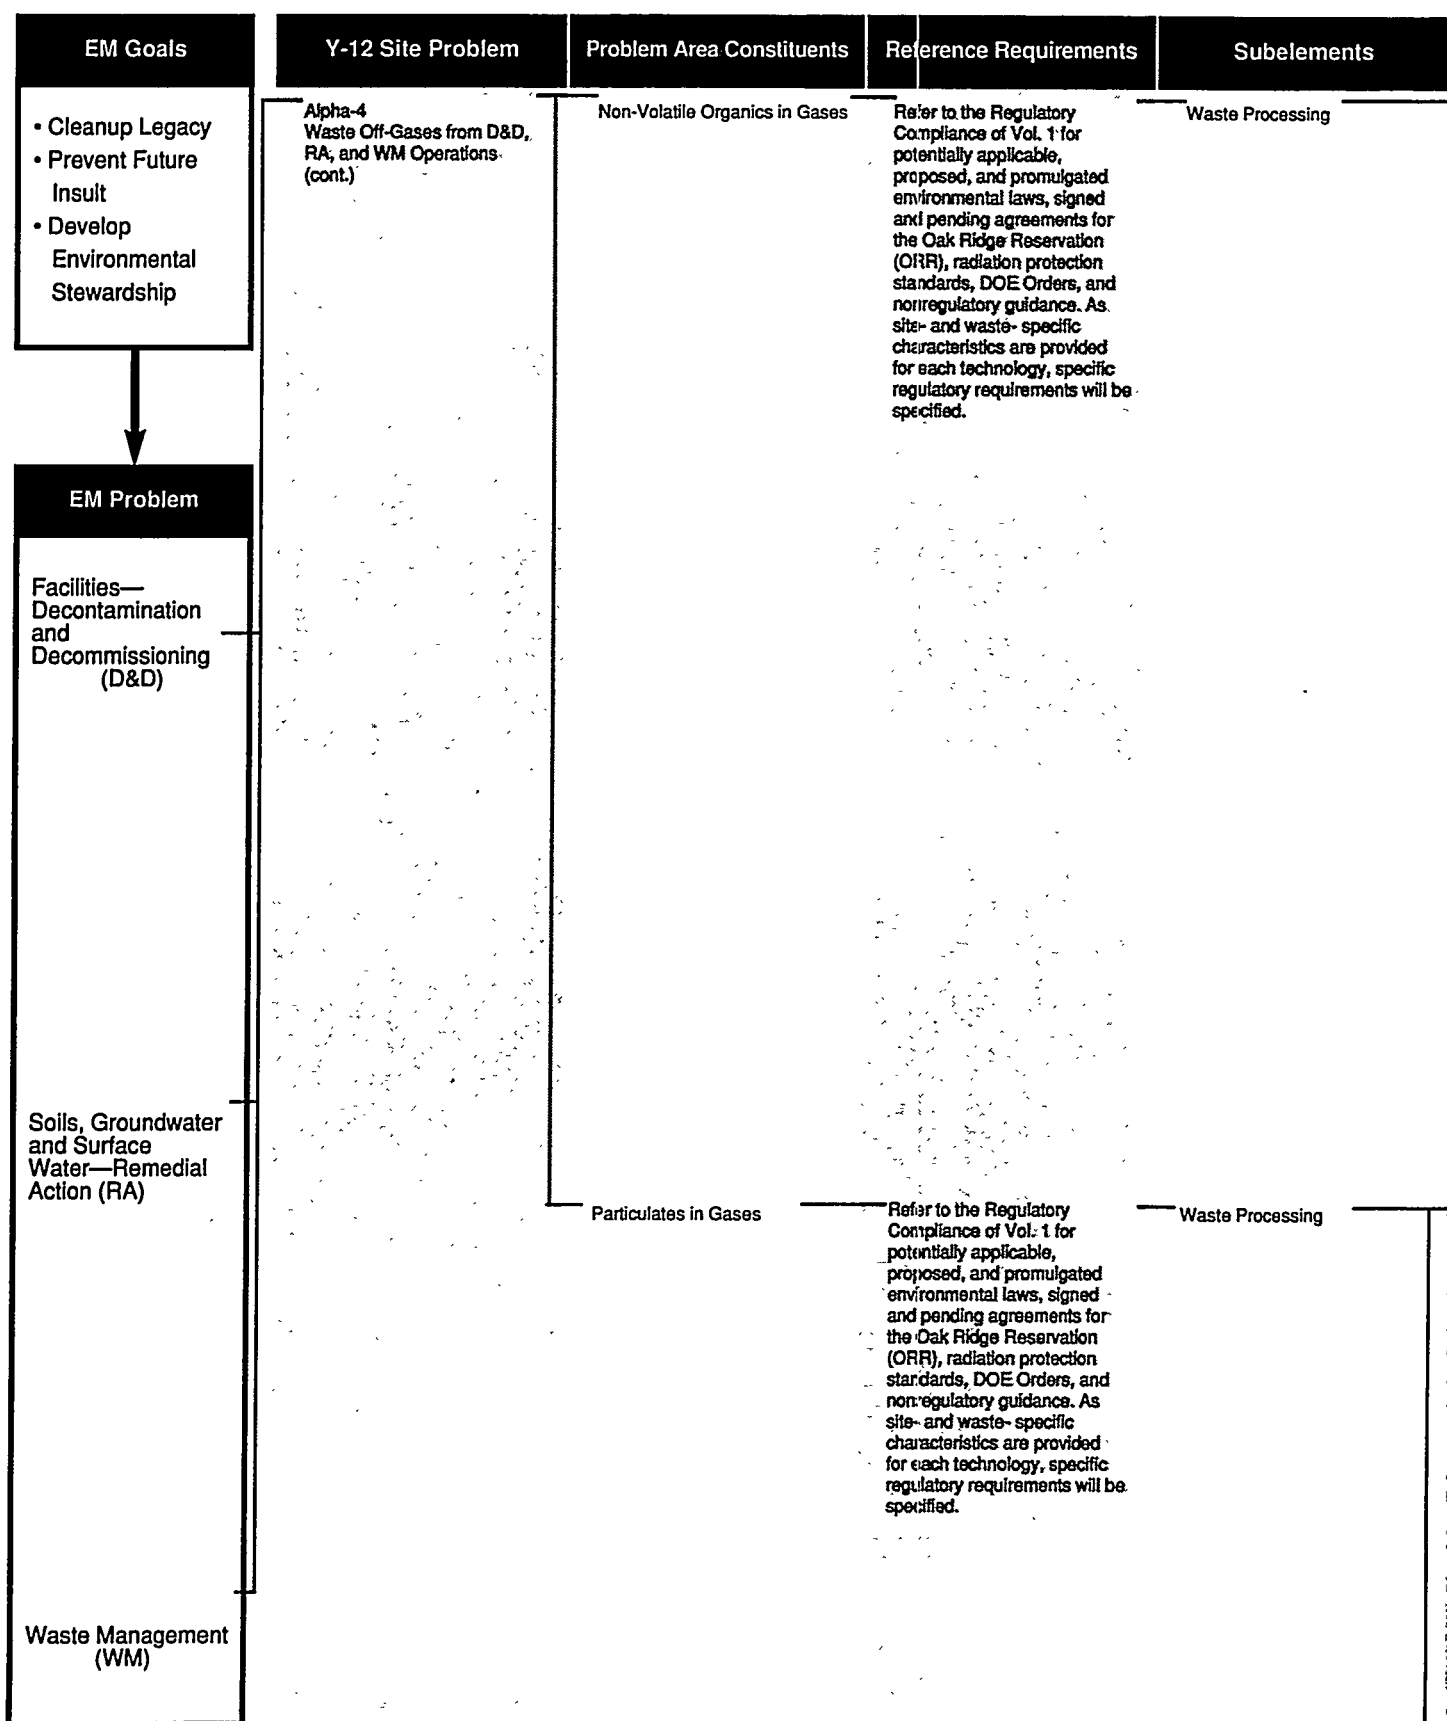 EM Goals
• Cleanup Legacy
• Prevent Future
Insult
• Develop
Environmental
Stewardship
EM Problem
Facilities—
Decontamination
and
Decommissioning
(D&D)
Soils, Groundwater
and Surface
Water—Remedial
Action (RA)
Waste Management
(WM)
Y-12 Site Problem
Alpha-4
Waste Off-Gases from D&D,
RA, and WM Operations
(cont.)
Problem Area Constituents
Non-Volatile Organics in Gases
Particulates in Gases
Reference Requirements
Refer to the Regulatory
Compliance of Vol. 1 for
potentially applicable,
proposed, and promulgated
environmental laws, signed
and pending agreements for
the Oak Ridge Reservation
(ORR), radiation protection
standards, DOE Orders, and
nonregulatory guidance. As
site- and waste- specific
characteristics are provided
for each technology, specific
regulatory requirements will be
specified.
Refer to the Regulatory
Compliance of Vol. 1 for
potentially applicable,
proposed, and promulgated
environmental laws, signed
and pending agreements for
the Oak Ridge Reservation
(ORR), radiation protection
standards, DOE Orders, and
nonregulatory guidance. As
site- and waste- specific
characteristics are provided
for each technology, specific
regulatory requirements will be
specified.
Subelements
Waste Processing
Waste Processing